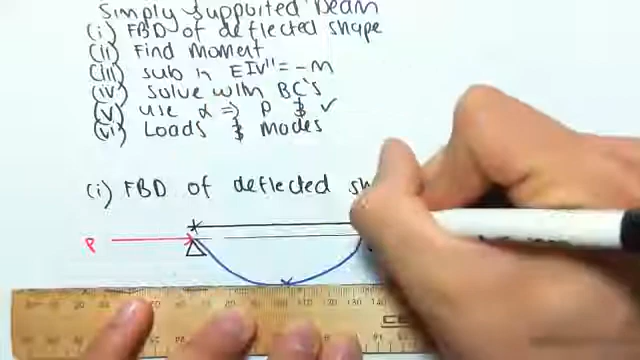 Simply Supported Beam
(i) FBD of deflected shape
(ii) Find Moment
(iii) sub in EIV" = -M
(iv) Solve with BC's
(v) use α => P & v
(vi) Loads & Modes
(i) FBD of deflected sh
P